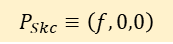 P_{Skc} ≡ (f,0,0)